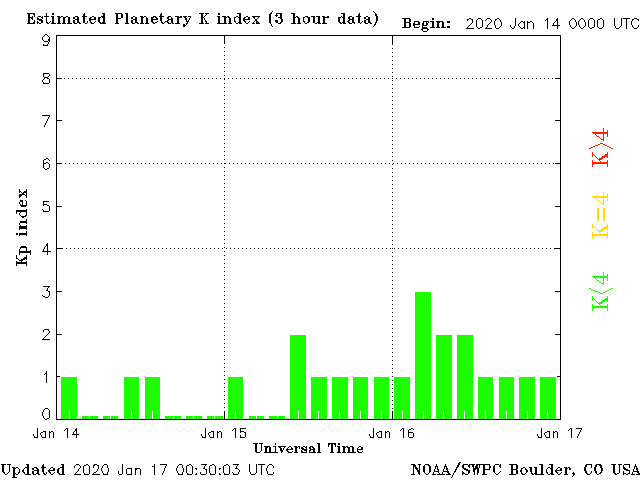 Estimated Planetary K index (3 hour data) Begin: 2020 Jan 14 0000 UTC
9
8
7
6
5
4
3
2
1
0
Kp index
K>4
K=4
K<4
Jan 14 Jan 15 Jan 16 Jan 17
Universal Time
Updated 2020 Jan 17 00:30:03 UTC NOAA/SWPC Boulder, CO USA